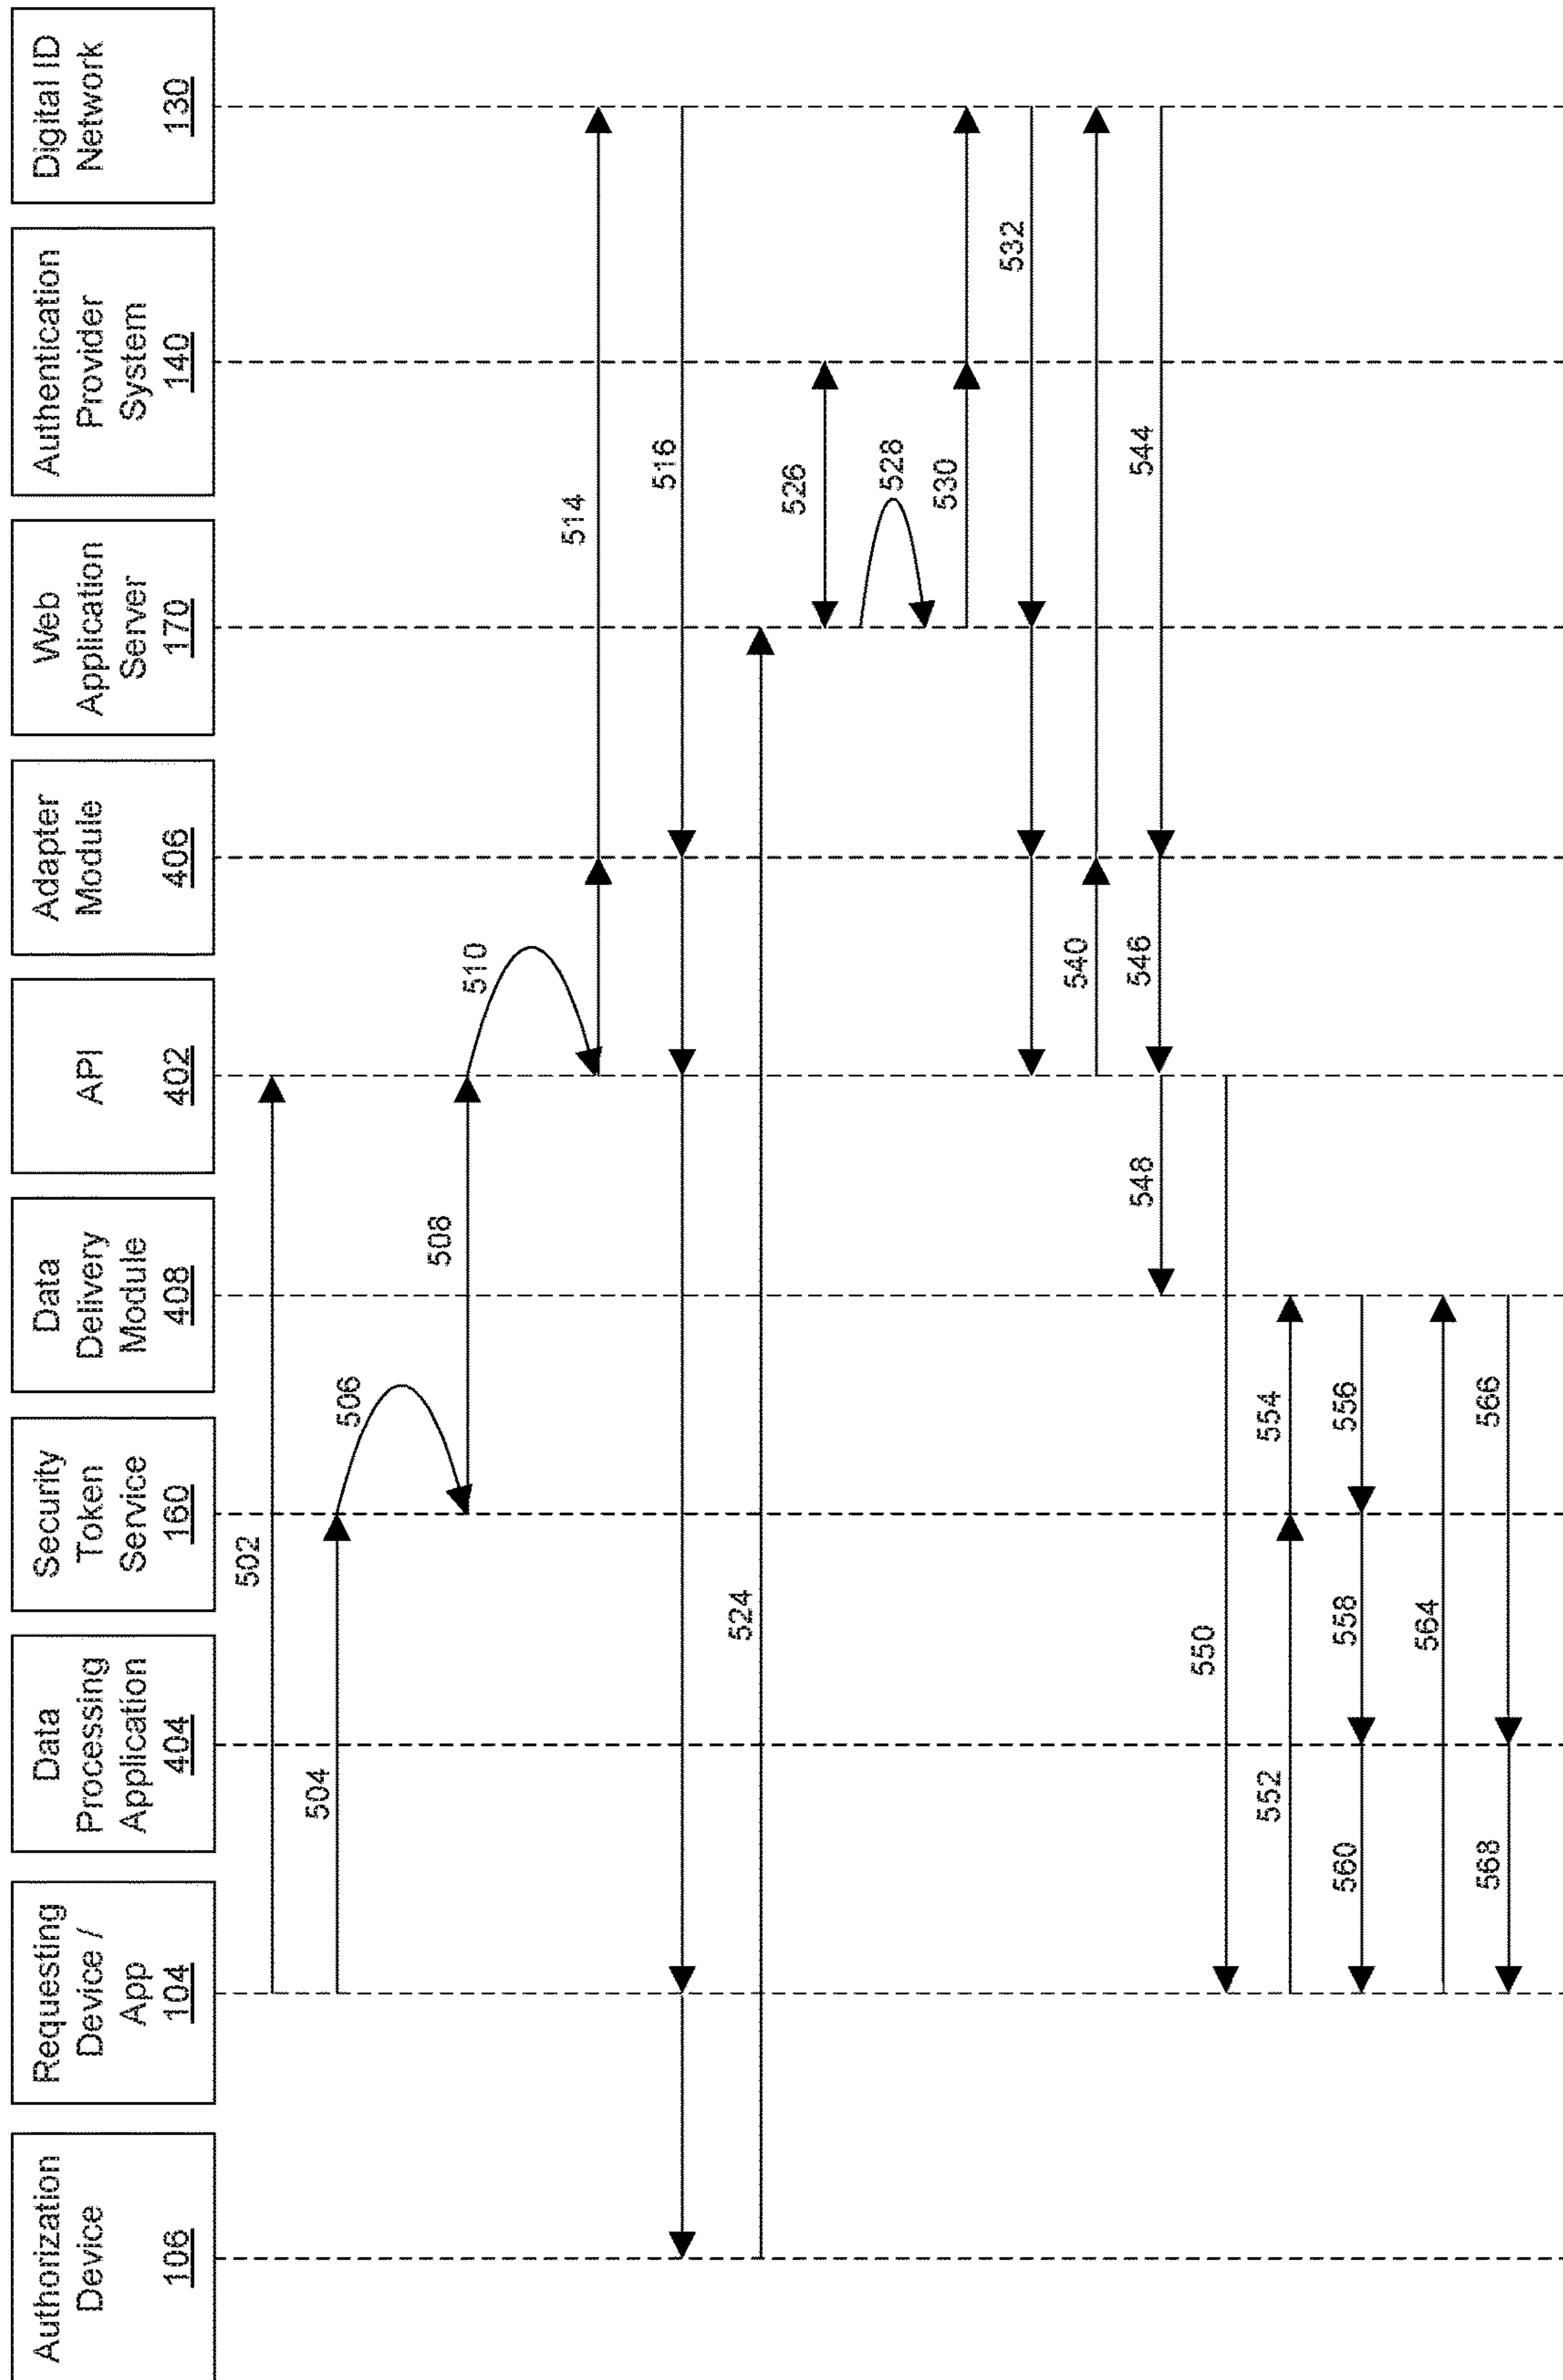 Authorization
Device
106
Requesting
Device /
App
104
Data
Processing
Application
404
Security
Token
Service
160
Data
Delivery
Module
408
API
402
Adapter
Module
406
Web
Application
Server
170
Authentication
Provider
System
140
Digital ID
Network
130
502
504
506
508
510
514
516
524
526
528
530
532
540
544
546
548
550
552
554
556
558
560
564
566
568